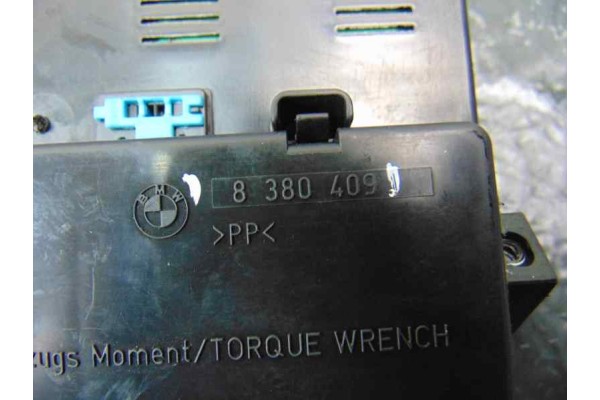 BMW
8 380 409
>PP<
zugs Moment/TORQUE WRENCH